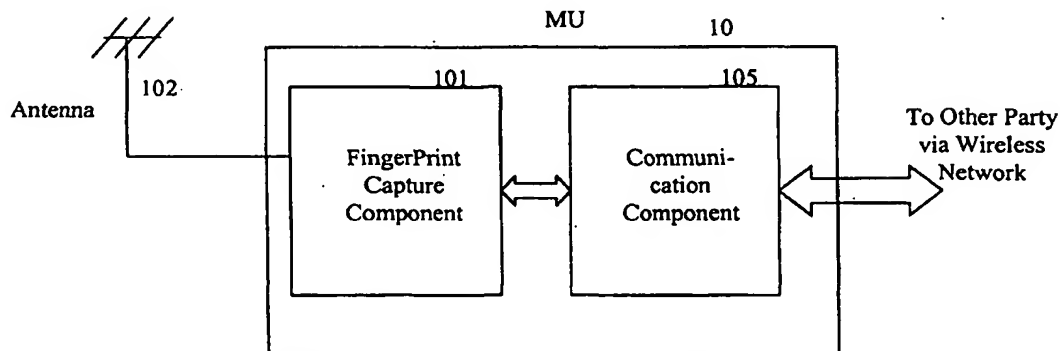 MU
10
102
Antenna
101
FingerPrint
Capture
Component
105
Communi-
cation
Component
To Other Party
via Wireless
Network